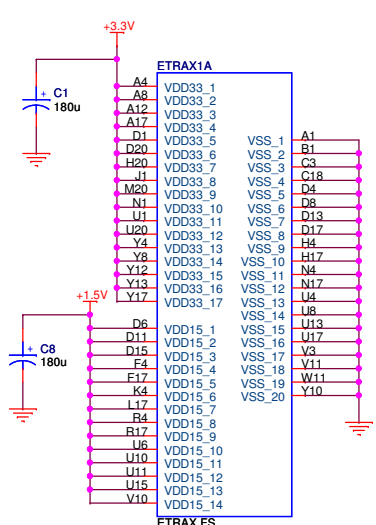 +3.3V
ETRAX1A
C1
180u
+
A4 VDD33_1
A8 VDD33_2
A12 VDD33_3
A17 VDD33_4
D1 VDD33_5 VSS_1 A1
D20 VDD33_6 VSS_2 B1
H20 VDD33_7 VSS_3 C3
J1 VDD33_8 VSS_4 C18
M20 VDD33_9 VSS_5 D4
N1 VDD33_10 VSS_6 D8
U1 VDD33_11 VSS_7 D13
U20 VDD33_12 VSS_8 D17
Y4 VDD33_13 VSS_9 H4
Y8 VDD33_14 VSS_10 H17
Y12 VDD33_15 VSS_11 N4
Y13 VDD33_16 VSS_12 N17
Y17 VDD33_17 VSS_13 U4
+1.5V
VSS_14 U8
D6 VDD15_1 VSS_15 U13
D11 VDD15_2 VSS_16 U17
D15 VDD15_3 VSS_17 V3
F4 VDD15_4 VSS_18 V11
F17 VDD15_5 VSS_19 W11
K4 VDD15_6 VSS_20 Y10
L17 VDD15_7
R4 VDD15_8
R17 VDD15_9
U6 VDD15_10
U10 VDD15_11
U11 VDD15_12
U15 VDD15_13
V10 VDD15_14
C8
180u
+
ETRAX FS